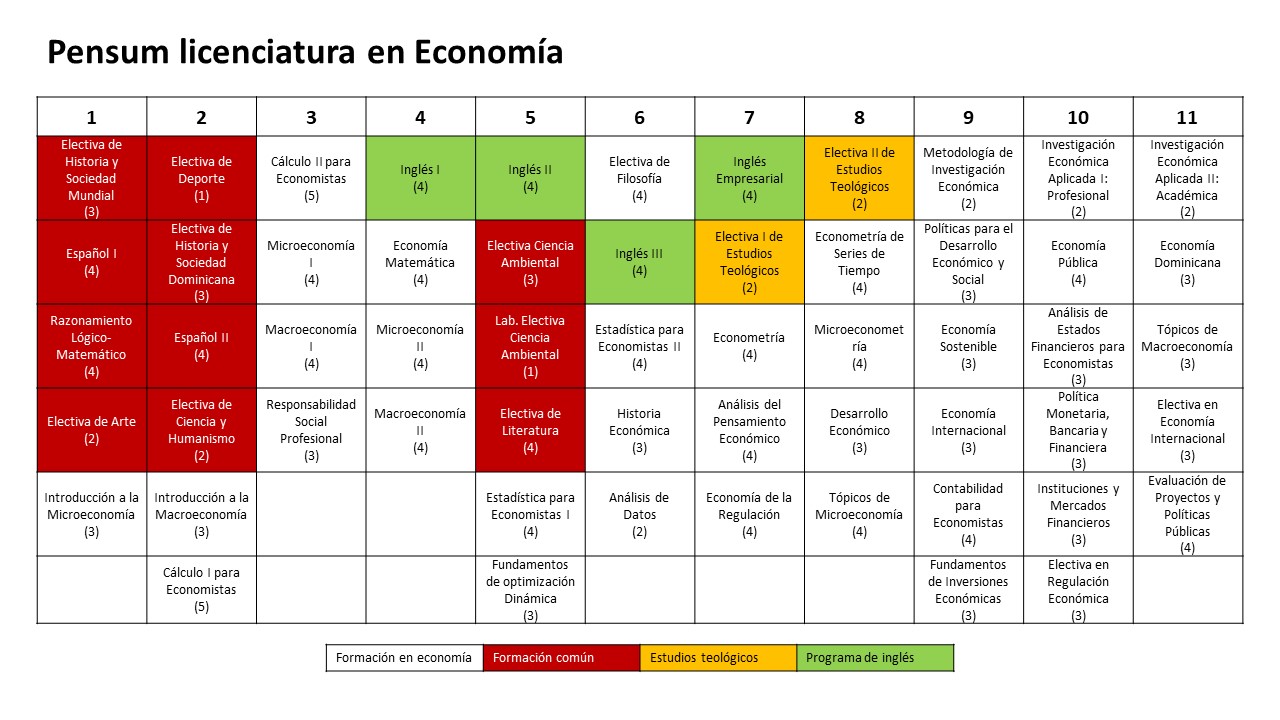 Pensum licenciatura en Economía
1 2 3 4 5 6 7 8 9 10 11
Electiva de
Historia y
Sociedad
Mundial
(3)
Electiva de
Deporte
(1)
Cálculo II para
Economistas
(5)
Inglés I
(4)
Inglés II
(4)
Electiva de
Filosofía
(4)
Inglés
Empresarial
(4)
Electiva II de
Estudios
Teológicos
(2)
Metodología de
Investigación
Económica
(2)
Investigación
Económica
Aplicada I:
Profesional
(2)
Investigación
Económica
Aplicada II:
Académica
(2)
Español I
(4)
Electiva de
Historia y
Sociedad
Dominicana
(3)
Microeconomía
I
(4)
Economía
Matemática
(4)
Electiva Ciencia
Ambiental
(3)
Inglés III
(4)
Electiva I de
Estudios
Teológicos
(2)
Econometría de
Series de
Tiempo
(4)
Políticas para el
Desarrollo
Económico y
Social
(3)
Economía
Pública
(4)
Economía
Dominicana
(3)
Razonamiento
Lógico-
Matemático
(4)
Español II
(4)
Macroeconomía
I
(4)
Microeconomía
II
(4)
Lab. Electiva
Ciencia
Ambiental
(1)
Estadística para
Economistas II
(4)
Econometría
(4)
Microeconomet
ría
(4)
Economía
Sostenible
(3)
Análisis de
Estados
Financieros para
Economistas
(3)
Tópicos de
Macroeconomía
(3)
Electiva de Arte
(2)
Electiva de
Ciencia y
Humanismo
(2)
Responsabilidad
Social
Profesional
(3)
Macroeconomía
II
(4)
Electiva de
Literatura
(4)
Historia
Económica
(3)
Análisis del
Pensamiento
Económico
(4)
Desarrollo
Económico
(3)
Economía
Internacional
(3)
Política
Monetaria,
Bancaria y
Financiera
(3)
Electiva en
Economía
Internacional
(3)
Introducción a la
Microeconomía
(3)
Introducción a la
Macroeconomía
(3)
Estadística para
Economistas I
(4)
Análisis de
Datos
(2)
Economía de la
Regulación
(4)
Tópicos de
Microeconomía
(4)
Contabilidad
para
Economistas
(4)
Instituciones y
Mercados
Financieros
(3)
Evaluación de
Proyectos y
Políticas
Públicas
(4)
Cálculo I para
Economistas
(5)
Fundamentos
de optimización
Dinámica
(3)
Fundamentos
de Inversiones
Económicas
(3)
Electiva en
Regulación
Económica
(3)
Formación en economía
Formación común
Estudios teológicos
Programa de inglés